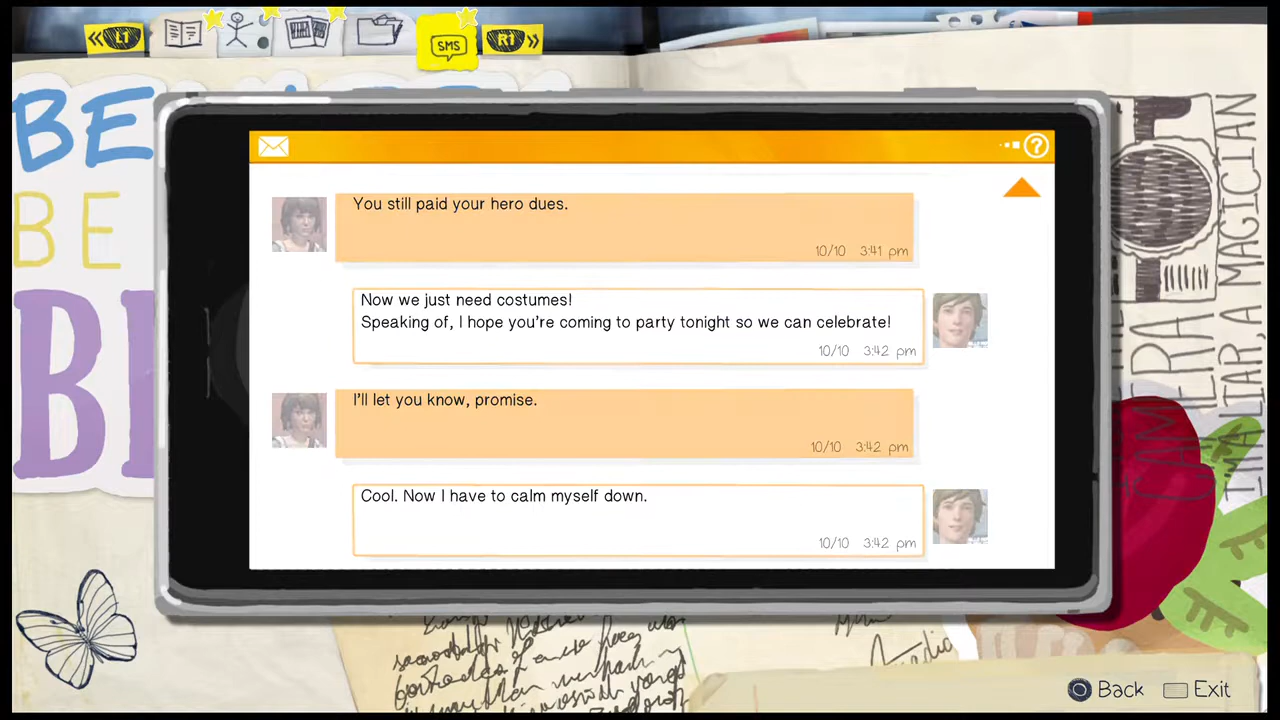 L1
SMS
R1
BE
BE
?
You still paid your hero dues.
10/10 3:41 pm
Now we just need costumes!
Speaking of, I hope you're coming to party tonight so we can celebrate!
10/10 3:42 pm
I'll let you know, promise.
10/10 3:42 pm
Cool. Now I have to calm myself down.
10/10 3:42 pm
LIAR, A MAGICIAN
Back
Exit